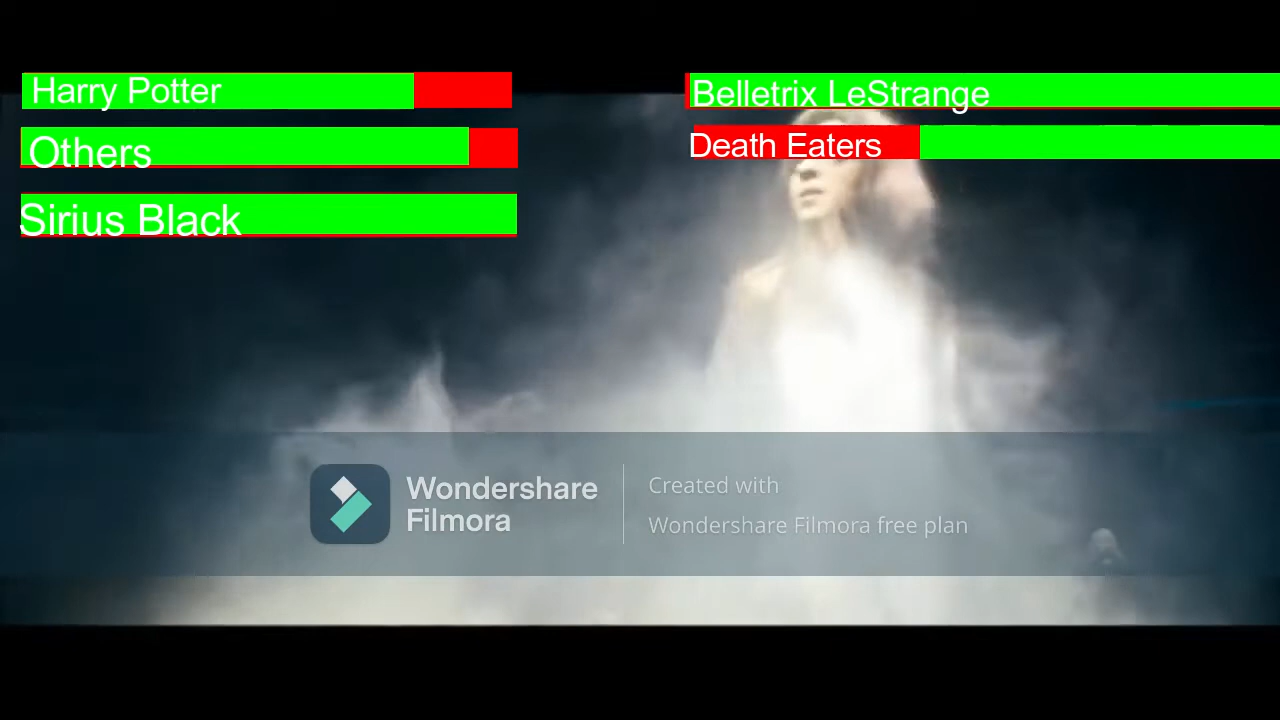 Harry Potter
Others
Sirius Black
Belletrix LeStrange
Death Eaters
Wondershare
Filmora
Created with
Wondershare Filmora free plan